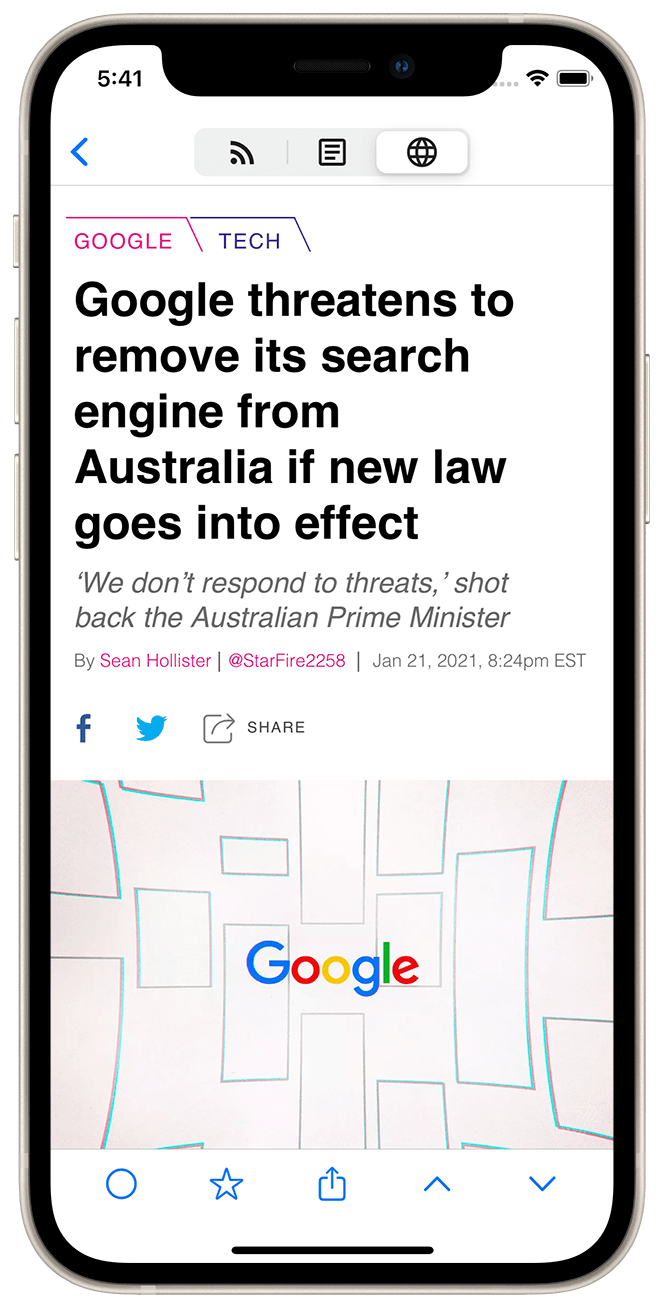 5:41
GOOGLE TECH
Google threatens to
remove its search
engine from
Australia if new law
goes into effect
‘We don’t respond to threats,’ shot
back the Australian Prime Minister
By Sean Hollister | @StarFire2258 | Jan 21, 2021, 8:24pm EST
SHARE
Google